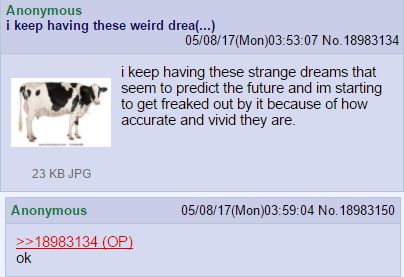 Anonymous
i keep having these weird drea(...)
05/08/17(Mon)03:53:07 No.18983134
i keep having these strange dreams that
seem to predict the future and im starting
to get freaked out by it because of how
accurate and vivid they are.
23 KB JPG
Anonymous 05/08/17(Mon)03:59:04 No.18983150
>>18983134 (OP)
ok